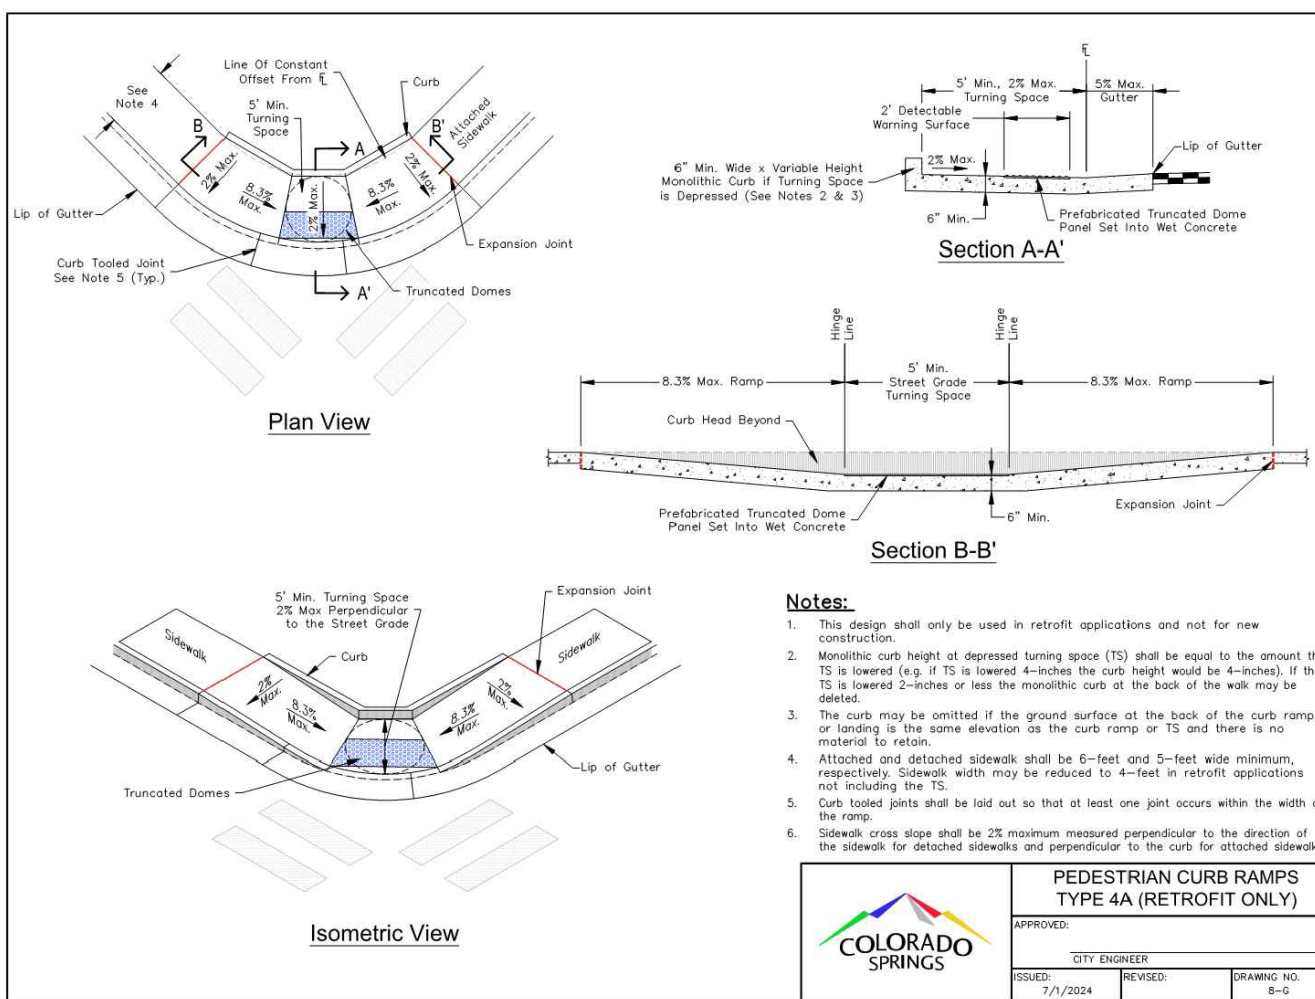 Line Of Constant
Offset From FL
Curb
See
Note 4
5' Min.
Turning
Space
Attached
Sidewalk
B
A
B'
2% Max.
8.3%
Max.
2% Max.
8.3%
Max.
2%
Max.
Lip of Gutter
Expansion Joint
Curb Tooled Joint
See Note 5 (Typ.)
A'
Truncated Domes
Plan View
FL
5' Min., 2% Max.
Turning Space
5% Max.
Gutter
2' Detectable
Warning Surface
Lip of Gutter
2% Max.
6" Min. Wide x Variable Height
Monolithic Curb if Turning Space
is Depressed (See Notes 2 & 3)
6" Min.
Prefabricated Truncated Dome
Panel Set Into Wet Concrete
Section A-A'
Hinge
Line
Hinge
Line
8.3% Max. Ramp
5' Min.
Street Grade
Turning Space
8.3% Max. Ramp
Curb Head Beyond
Prefabricated Truncated Dome
Panel Set Into Wet Concrete
6" Min.
Expansion Joint
Section B-B'
5' Min. Turning Space
2% Max Perpendicular
to the Street Grade
Expansion Joint
Sidewalk
Curb
Sidewalk
2%
Max.
8.3%
Max.
8.3%
Max.
2%
Max.
Truncated Domes
Lip of Gutter
Isometric View
Notes:
1. This design shall only be used in retrofit applications and not for new
construction.
2. Monolithic curb height at depressed turning space (TS) shall be equal to the amount th
TS is lowered (e.g. if TS is lowered 4-inches the curb height would be 4-inches). If the
TS is lowered 2-inches or less the monolithic curb at the back of the walk may be
deleted.
3. The curb may be omitted if the ground surface at the back of the curb ramp
or landing is the same elevation as the curb ramp or TS and there is no
material to retain.
4. Attached and detached sidewalk shall be 6-feet and 5-feet wide minimum,
respectively. Sidewalk width may be reduced to 4-feet in retrofit applications
not including the TS.
5. Curb tooled joints shall be laid out so that at least one joint occurs within the width
the ramp.
6. Sidewalk cross slope shall be 2% maximum measured perpendicular to the direction of
the sidewalk for detached sidewalks and perpendicular to the curb for attached sidewalk
COLORADO
SPRINGS
PEDESTRIAN CURB RAMPS
TYPE 4A (RETROFIT ONLY)
APPROVED:
CITY ENGINEER
ISSUED:
7/1/2024
REVISED:
DRAWING NO.
8-G